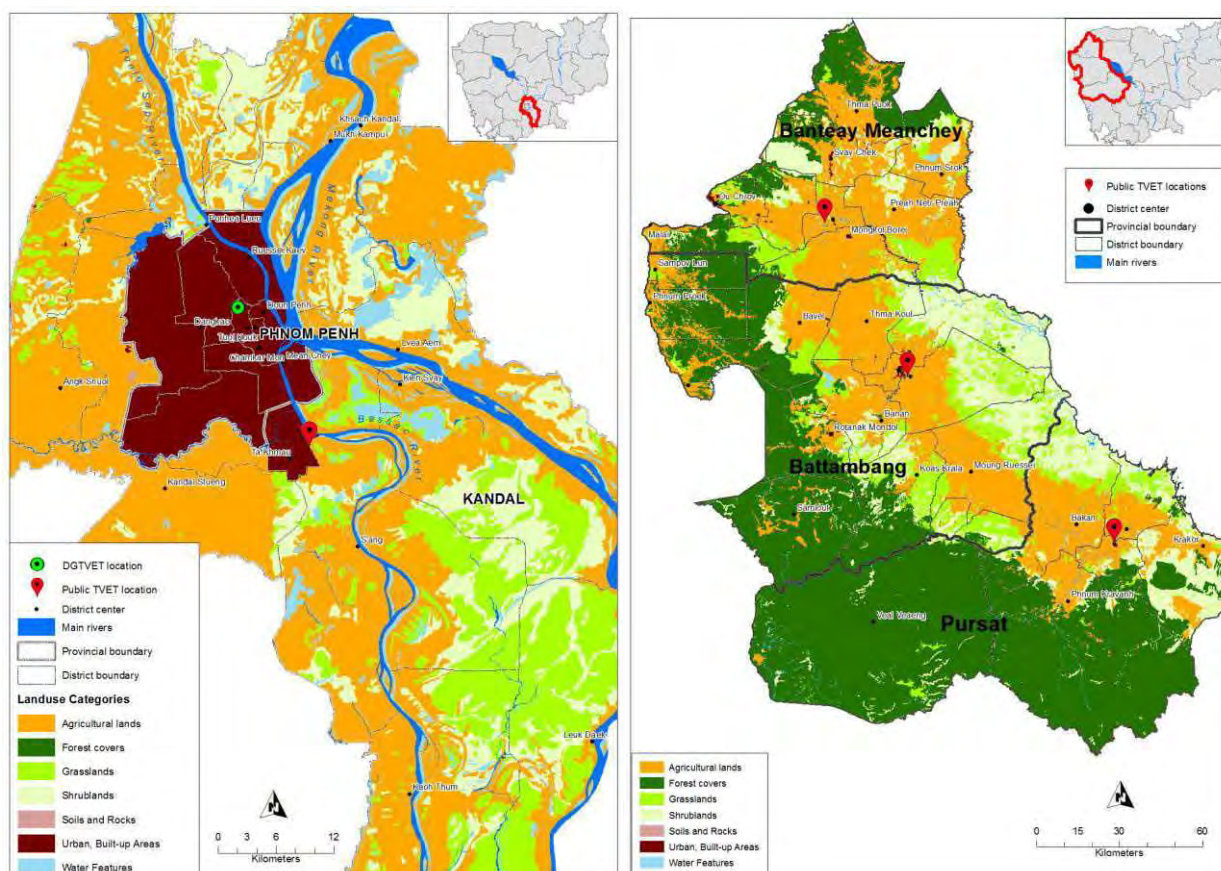 Tonle Sap River
Khsach Kandal
Mukh Kampul
Mekong River
Ponhea Lueu
Ruessei Kaev
Doun Penh
Dangkao
Tuol Kouk
PHNOM PENH
Chamkar Mon
Mean Chey
Lvea Aem
Kien Svay
Angk Snuol
Bassac River
Ta Khmau
Kandal Stueng
KANDAL
S'ang
Leuk Daek
Kaoh Thum
DGTVET location
Public TVET location
District center
Main rivers
Provincial boundary
District boundary
Landuse Categories
Agricultural lands
Forest covers
Grasslands
Shrublands
Soils and Rocks
Urban, Built-up Areas
Water Features
0 3 6 12
Kilometers
Thma Puok
Banteay Meanchey
Svay Chek
Phnum Srok
Ou Chrov
Preah Netr Preah
Mongkol Borei
Malai
Sampov Lun
Phnum Proek
Bavel
Thma Koul
Banan
Rotanak Mondol
Battambang
Koas Krala
Moung Ruessei
Samlout
Bakan
Krakor
Phnum Kravanh
Veal Veaeng
Pursat
Public TVET locations
District center
Provincial boundary
District boundary
Main rivers
Agricultural lands
Forest covers
Grasslands
Shrublands
Soils and Rocks
Urban, Built-up Areas
Water Features
0 15 30 60
Kilometers